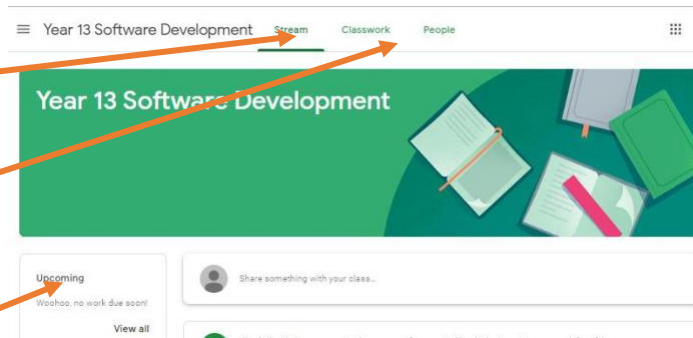 Year 13 Software Development Stream Classwork People
Year 13 Software Development
Upcoming
Woohoo, no work due soon!
View all
Share something with your class...